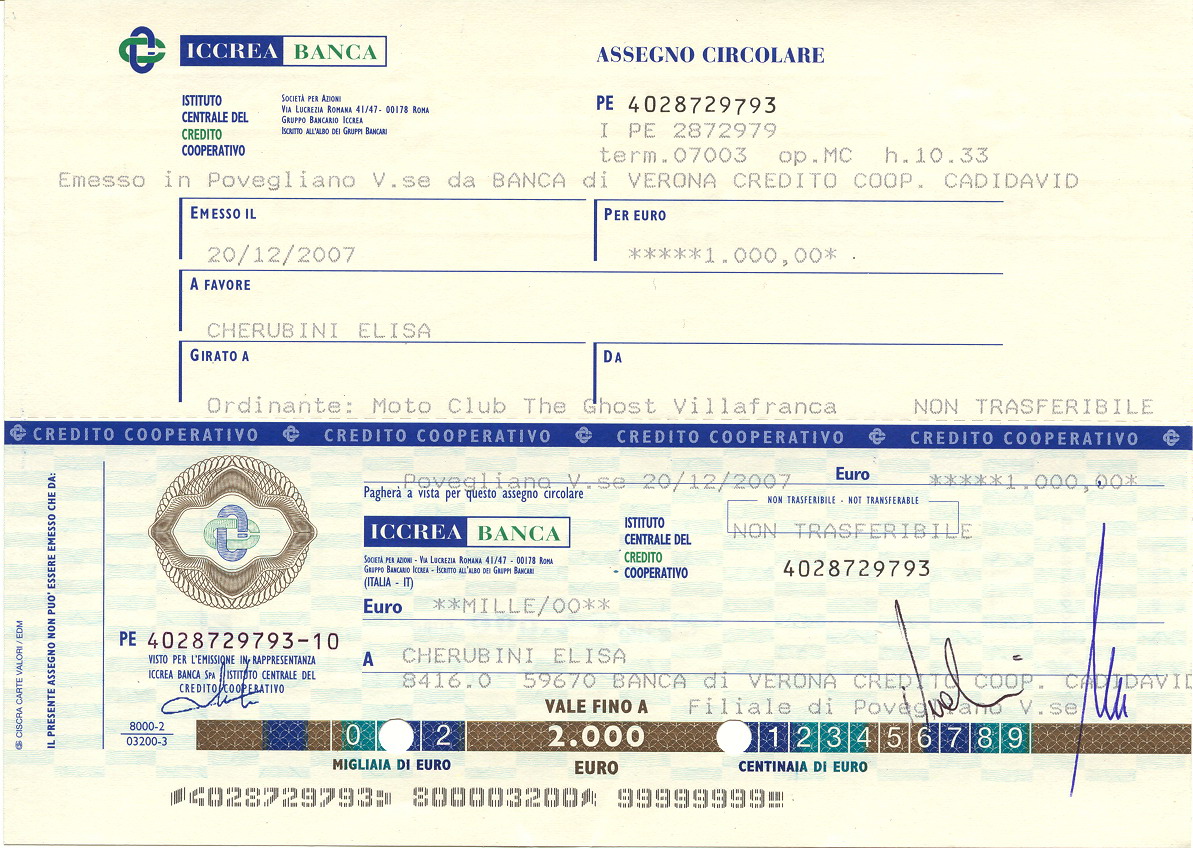 ICCREA BANCA
ASSEGNO CIRCOLARE
ISTITUTO CENTRALE DEL CREDITO COOPERATIVO
SOCIETÀ PER AZIONI
VIA LUCREZIA ROMANA 41/47 - 00178 ROMA
GRUPPO BANCARIO ICCREA
ISCRITTO ALL'ALBO DEI GRUPPI BANCARI
PE 4028729793
I PE 2872979
term.07003 op.MC h.10.33
Emesso in Povegliano V.se da BANCA di VERONA CREDITO COOP. CADIDAVID
EMESSO IL
PER EURO
20/12/2007
*****1.000,00*
A FAVORE
CHERUBINI ELISA
GIRATO A
DA
Ordinante: Moto Club The Ghost Villafranca NON TRASFERIBILE
CREDITO COOPERATIVO CREDITO COOPERATIVO CREDITO COOPERATIVO CREDITO COOPERATIVO
CISCRA CARTE VALORI / EDM
IL PRESENTE ASSEGNO NON PUO' ESSERE EMESSO CHE DA:
Povegliano V.se 20/12/2007 Euro *****1.000,00*
Pagherà a vista per questo assegno circolare
NON TRASFERIBILE - NOT TRANSFERABLE
NON TRASFERIBILE
ICCREA BANCA
ISTITUTO CENTRALE DEL CREDITO COOPERATIVO
SOCIETÀ PER AZIONI - VIA LUCREZIA ROMANA 41/47 - 00178 ROMA
GRUPPO BANCARIO ICCREA - ISCRITTO ALL'ALBO DEI GRUPPI BANCARI
(ITALIA - IT)
4028729793
Euro **MILLE/00**
PE 4028729793-10
VISTO PER L'EMISSIONE IN RAPPRESENTANZA
ICCREA BANCA SPA ISTITUTO CENTRALE DEL
CREDITO COOPERATIVO
A CHERUBINI ELISA
8416.0 59670 BANCA di VERONA CREDITO COOP. CADIDAVID
VALE FINO A Filiale di Povegliano V.se
8000-2
03200-3
0 2 2.000 1 2 3 4 5 6 7 8 9
MIGLIAIA DI EURO EURO CENTINAIA DI EURO
4028729793 800003200 99999999